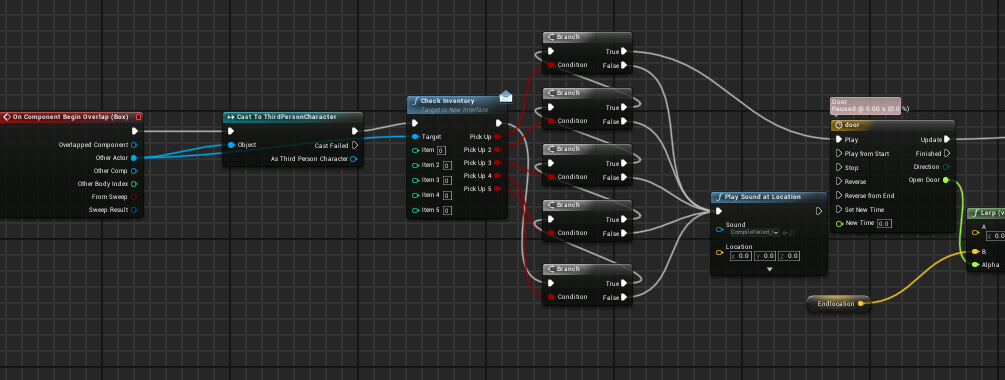 On Component Begin Overlap (Box)
Overlapped Component
Other Actor
Other Comp
Other Body Index
From Sweep
Sweep Result
Cast To ThirdPersonCharacter
Object
Cast Failed
As Third Person Character
Check Inventory
Target is New Interface
Target
Pick Up
Item 0
Pick Up 2
Item 2 0
Pick Up 3
Item 3 0
Pick Up 4
Item 4 0
Pick Up 5
Item 5 0
Branch
True
Condition False
Branch
True
Condition False
Branch
True
Condition False
Branch
True
Condition False
Branch
True
Condition False
Play Sound at Location
Sound
Location
X 0.0 Y 0.0 Z 0.0
Door
Paused @ 0.00 s (0.0 %)
door
Play Update
Play from Start Finished
Stop Direction
Reverse Open Door
Reverse from End
Set New Time
New Time 0.0
Endlocation
Lerp (V
A
X 0.0
B
Alpha